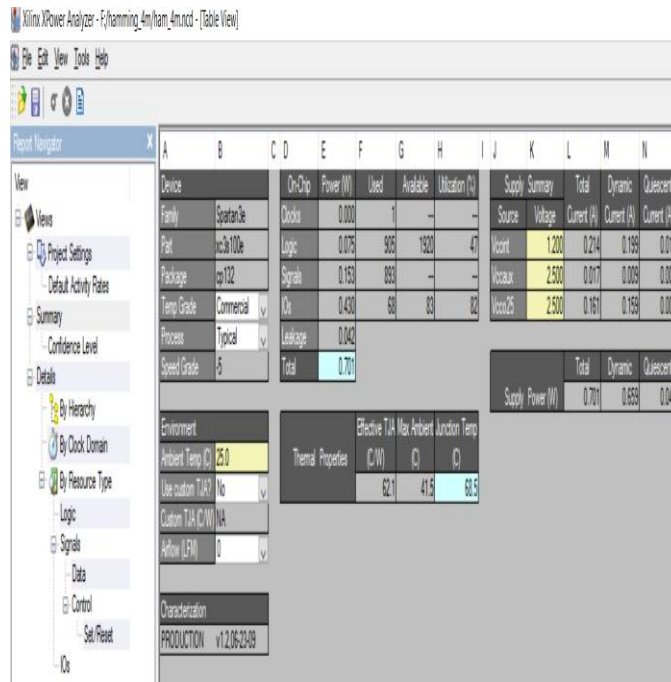 Xilinx XPower Analyzer - F:/hamming_4m/ham_4m.ncd - [Table View]
File Edit View Tools Help
Report Navigator X
View
Views
Project Settings
Default Activity Rates
Summary
Confidence Level
Details
By Hierarchy
By Clock Domain
By Resource Type
Logic
Signals
Data
Control
Set/Reset
IOs
A B C D E F G H I J K L M N
Device
Family Spartan3e
Part xc3s100e
Package cp132
Temp Grade Commercial
Process Typical
Speed Grade -5
Environment
Ambient Temp (C) 25.0
Use custom TJA? No
Custom TJA (C/W) NA
Airflow (LFM) 0
Characterization
PRODUCTION v1.2,06-23-09
On-Chip Power (W) Used Available Utilization (%)
Clocks 0.000 1 --- ---
Logic 0.075 905 1920 47
Signals 0.153 893 --- ---
IOs 0.430 68 83 82
Leakage 0.042
Total 0.701
Effective TJA Max Ambient Junction Temp
Thermal Properties (C/W) (C) (C)
62.1 41.5 68.5
Supply Summary Total Dynamic Quiescent
Source Voltage Current (A) Current (A) Current
Vccint 1.200 0.214 0.199 0.01
Vccaux 2.500 0.017 0.009 0.0
Vcco25 2.500 0.161 0.159 0.00
Total Dynamic Quiescent
Supply Power (W) 0.701 0.659 0.04